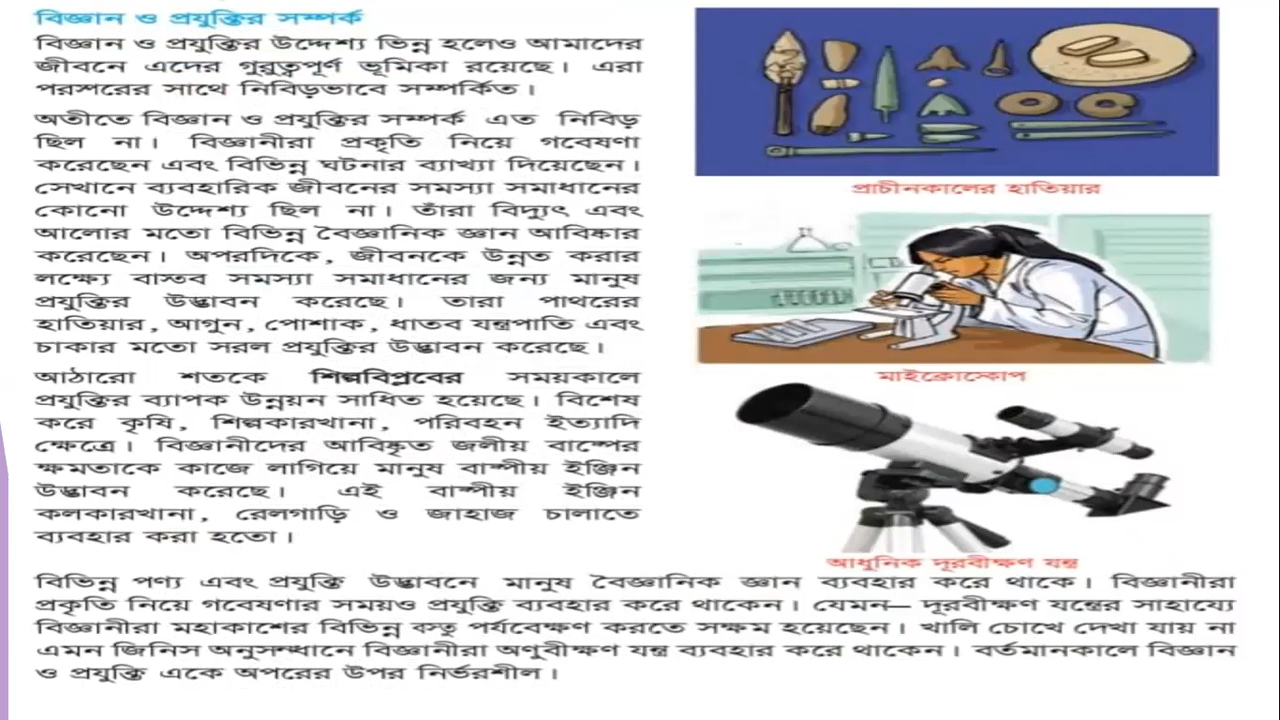 বিজ্ঞান ও প্রযুক্তির সম্পর্ক
বিজ্ঞান ও প্রযুক্তির উদ্দেশ্য ভিন্ন হলেও আমাদের
জীবনে এদের গুরুত্বপূর্ণ ভূমিকা রয়েছে। এরা
পরস্পরের সাথে নিবিড়ভাবে সম্পর্কিত।
অতীতে বিজ্ঞান ও প্রযুক্তির সম্পর্ক এত নিবিড়
ছিল না। বিজ্ঞানীরা প্রকৃতি নিয়ে গবেষণা
করেছেন এবং বিভিন্ন ঘটনার ব্যাখ্যা দিয়েছেন।
সেখানে ব্যবহারিক জীবনের সমস্যা সমাধানের
কোনো উদ্দেশ্য ছিল না। তাঁরা বিদ্যুৎ এবং
আলোর মতো বিভিন্ন বৈজ্ঞানিক জ্ঞান আবিষ্কার
করেছেন। অপরদিকে, জীবনকে উন্নত করার
লক্ষ্যে বাস্তব সমস্যা সমাধানের জন্য মানুষ
প্রযুক্তির উদ্ভাবন করেছে। তারা পাথরের
হাতিয়ার, আগুন, পোশাক, ধাতব যন্ত্রপাতি এবং
চাকার মতো সরল প্রযুক্তির উদ্ভাবন করেছে।
আঠারো শতকে শিল্পবিপ্লবের সময়কালে
প্রযুক্তির ব্যাপক উন্নয়ন সাধিত হয়েছে। বিশেষ
করে কৃষি, শিল্পকারখানা, পরিবহন ইত্যাদি
ক্ষেত্রে। বিজ্ঞানীদের আবিষ্কৃত জলীয় বাষ্পের
ক্ষমতাকে কাজে লাগিয়ে মানুষ বাষ্পীয় ইঞ্জিন
উদ্ভাবন করেছে। এই বাষ্পীয় ইঞ্জিন
কলকারখানা, রেলগাড়ি ও জাহাজ চালাতে
ব্যবহার করা হতো।
প্রাচীনকালের হাতিয়ার
মাইক্রোস্কোপ
আধুনিক দূরবীক্ষণ যন্ত্র
বিভিন্ন পণ্য এবং প্রযুক্তি উদ্ভাবনে মানুষ বৈজ্ঞানিক জ্ঞান ব্যবহার করে থাকে। বিজ্ঞানীরা
প্রকৃতি নিয়ে গবেষণার সময়ও প্রযুক্তি ব্যবহার করে থাকেন। যেমন– দূরবীক্ষণ যন্ত্রের সাহায্যে
বিজ্ঞানীরা মহাকাশের বিভিন্ন বস্তু পর্যবেক্ষণ করতে সক্ষম হয়েছেন। খালি চোখে দেখা যায় না
এমন জিনিস অনুসন্ধানে বিজ্ঞানীরা অণুবীক্ষণ যন্ত্র ব্যবহার করে থাকেন। বর্তমানকালে বিজ্ঞান
ও প্রযুক্তি একে অপরের উপর নির্ভরশীল।